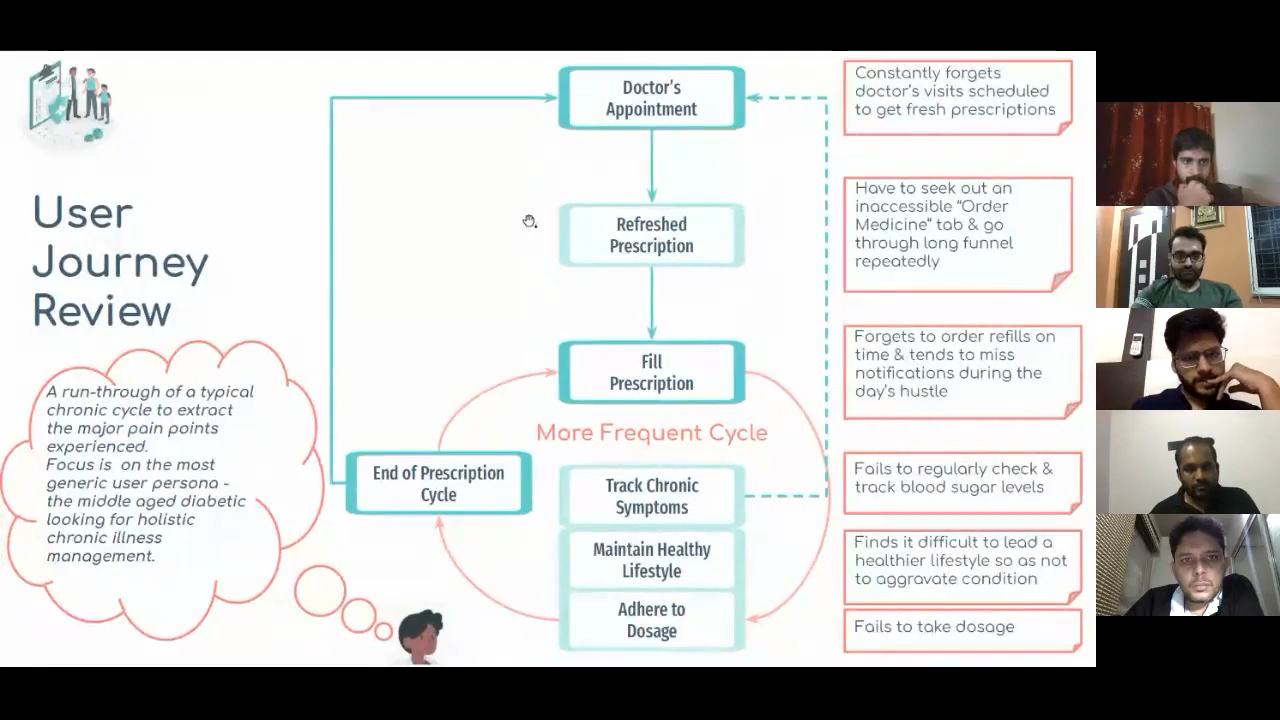 User
Journey
Review
A run-through of a typical
chronic cycle to extract
the major pain points
experienced.
Focus is on the most
generic user persona -
the middle aged diabetic
looking for holistic
chronic illness
management.
Doctor's
Appointment
Refreshed
Prescription
Fill
Prescription
More Frequent Cycle
End of Prescription
Cycle
Track Chronic
Symptoms
Maintain Healthy
Lifestyle
Adhere to
Dosage
Constantly forgets
doctor's visits scheduled
to get fresh prescriptions
Have to seek out an
inaccessible "Order
Medicine" tab & go
through long funnel
repeatedly
Forgets to order refills on
time & tends to miss
notifications during the
day's hustle
Fails to regularly check &
track blood sugar levels
Finds it difficult to lead a
healthier lifestyle so as not
to aggravate condition
Fails to take dosage